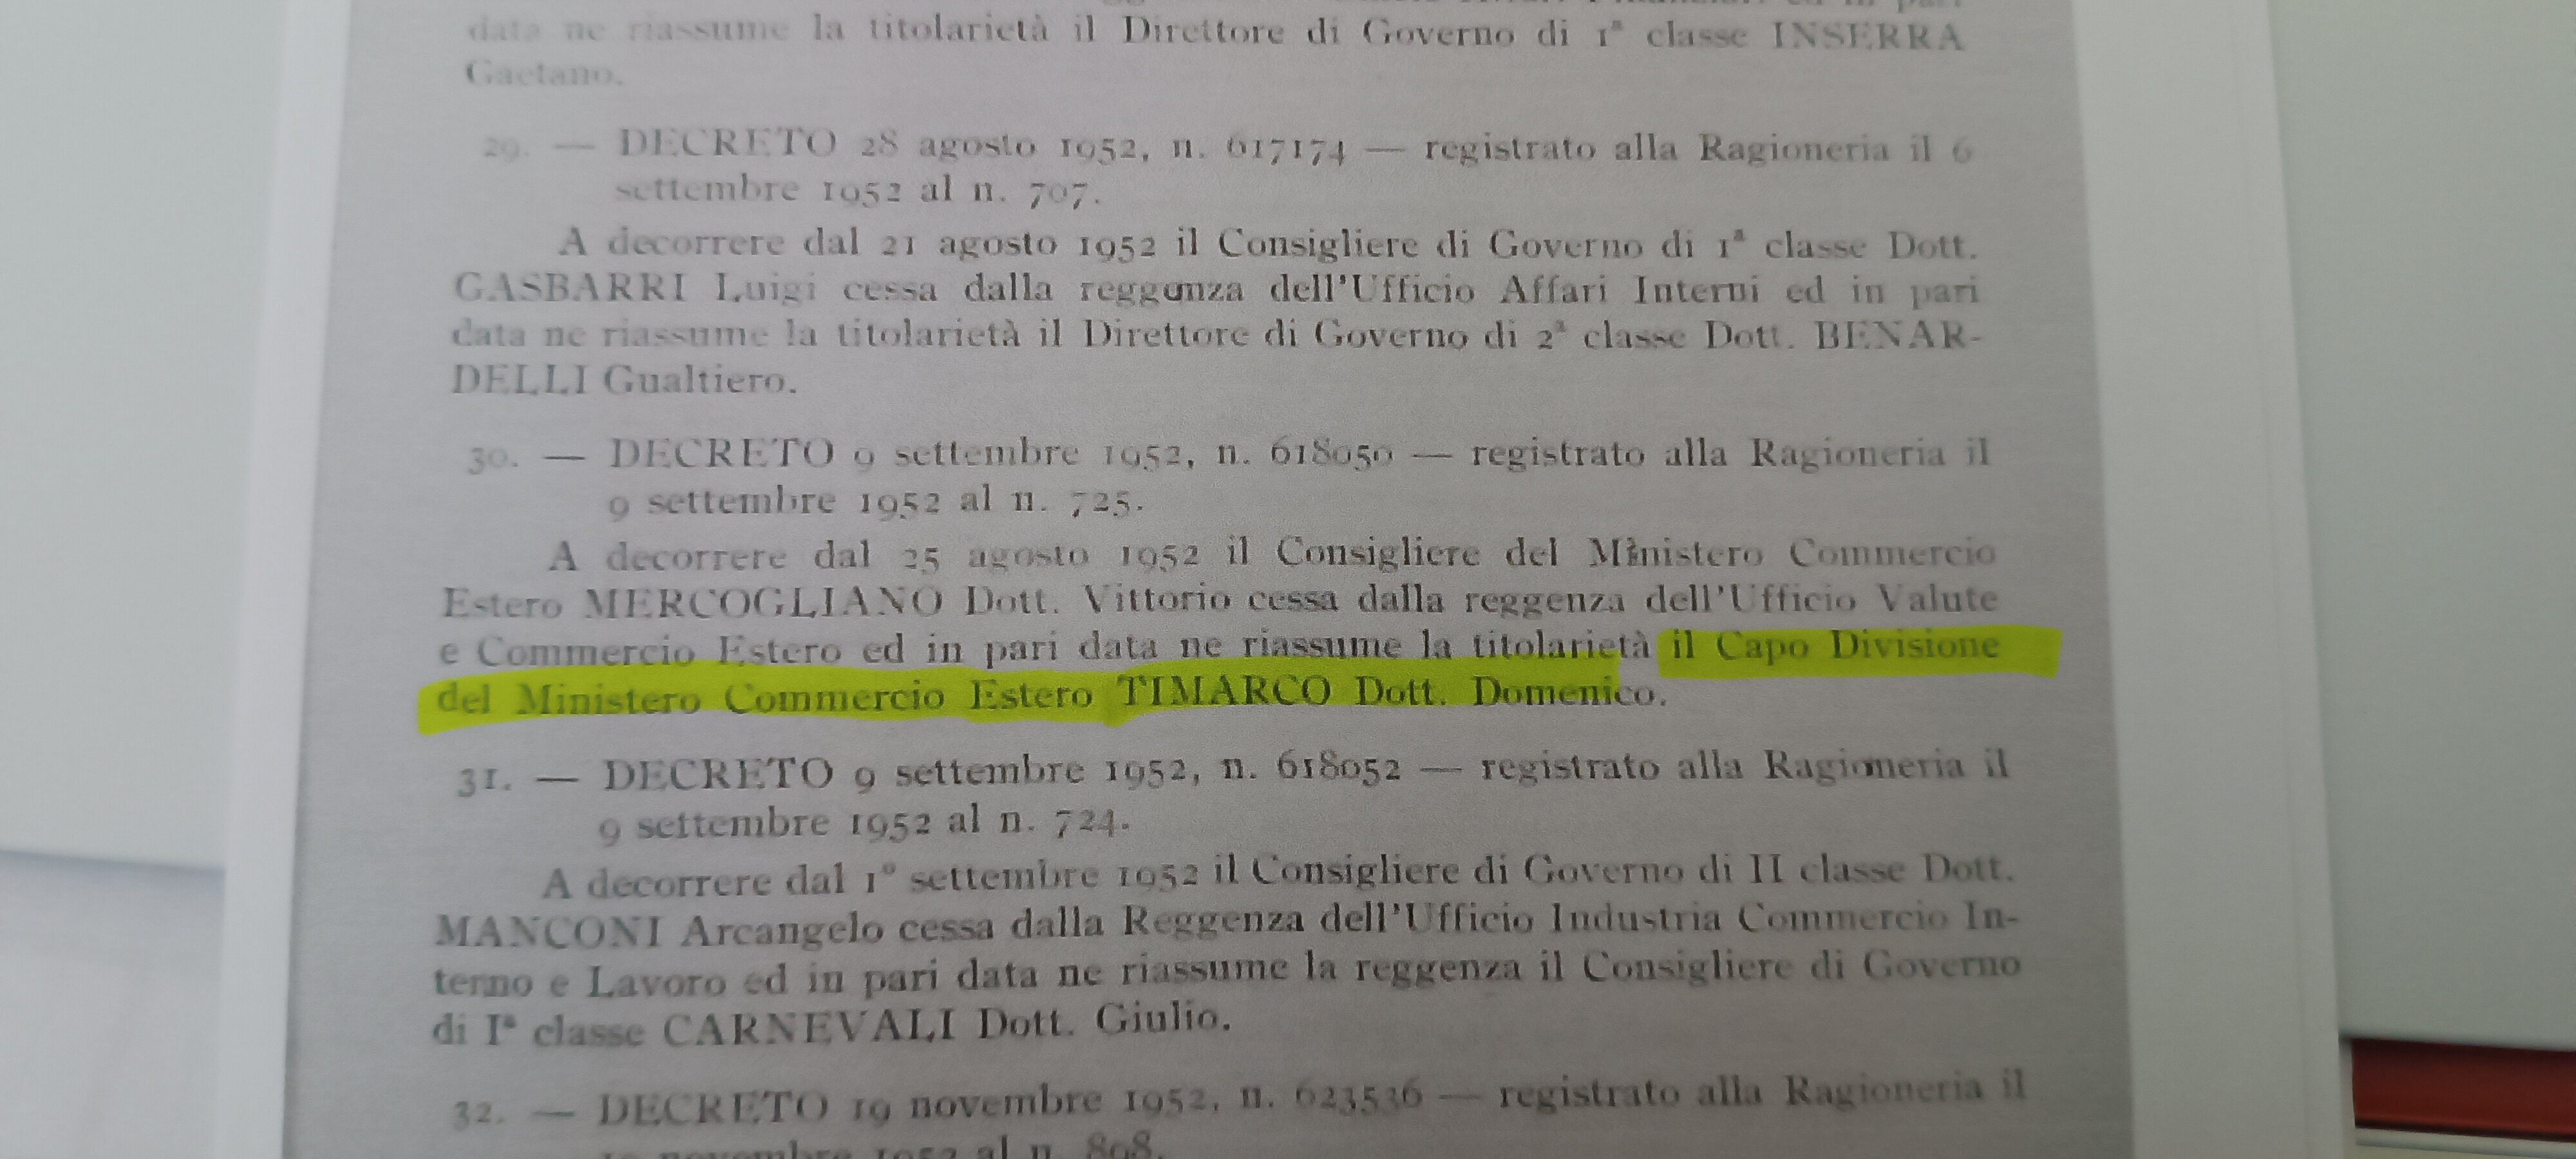 data ne riassume la titolarietà il Direttore di Governo di 1ª classe INSERRA
Gaetano.
29. — DECRETO 28 agosto 1952, n. 617174 — registrato alla Ragioneria il 6
settembre 1952 al n. 707.
A decorrere dal 21 agosto 1952 il Consigliere di Governo di 1ª classe Dott.
GASBARRI Luigi cessa dalla reggenza dell'Ufficio Affari Interni ed in pari
data ne riassume la titolarietà il Direttore di Governo di 2ª classe Dott. BENAR-
DELLI Gualtiero.
30. — DECRETO 9 settembre 1952, n. 618050 — registrato alla Ragioneria il
9 settembre 1952 al n. 725.
A decorrere dal 25 agosto 1952 il Consigliere del Ministero Commercio
Estero MERCOGLIANO Dott. Vittorio cessa dalla reggenza dell'Ufficio Valute
e Commercio Estero ed in pari data ne riassume la titolarietà il Capo Divisione
del Ministero Commercio Estero TIMARCO Dott. Domenico.
31. — DECRETO 9 settembre 1952, n. 618052 — registrato alla Ragioneria il
9 settembre 1952 al n. 724.
A decorrere dal 1° settembre 1952 il Consigliere di Governo di II classe Dott.
MANCONI Arcangelo cessa dalla Reggenza dell'Ufficio Industria Commercio In-
terno e Lavoro ed in pari data ne riassume la reggenza il Consigliere di Governo
di Iª classe CARNEVALI Dott. Giulio.
32. — DECRETO 19 novembre 1952, n. 623536 — registrato alla Ragioneria il
novembre 1952 al n. 808.